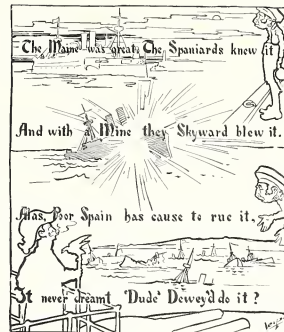 The Maine was great, The Spaniards knew it
And with a Mine they Skyward blew it.
Alas, Poor Spain has cause to rue it,
It never dreamt "Dude" Dewey'd do it?